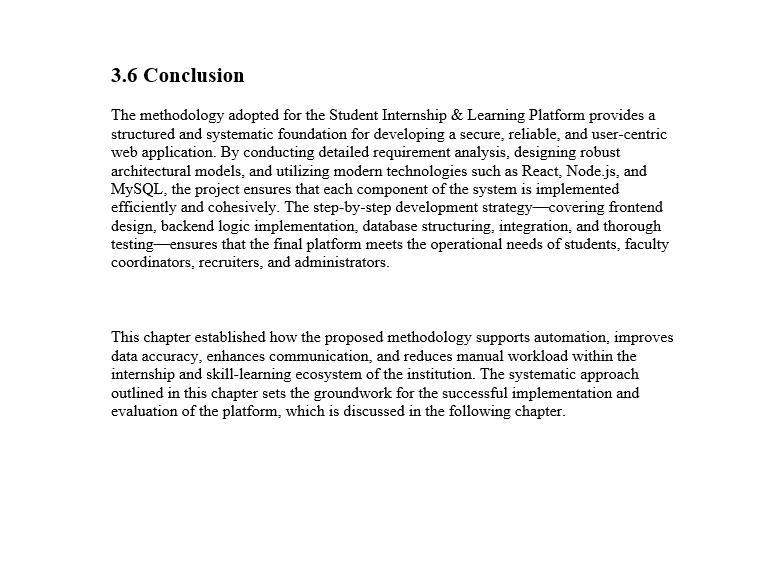 3.6 Conclusion
The methodology adopted for the Student Internship & Learning Platform provides a
structured and systematic foundation for developing a secure, reliable, and user-centric
web application. By conducting detailed requirement analysis, designing robust
architectural models, and utilizing modern technologies such as React, Node.js, and
MySQL, the project ensures that each component of the system is implemented
efficiently and cohesively. The step-by-step development strategy—covering frontend
design, backend logic implementation, database structuring, integration, and thorough
testing—ensures that the final platform meets the operational needs of students, faculty
coordinators, recruiters, and administrators.
This chapter established how the proposed methodology supports automation, improves
data accuracy, enhances communication, and reduces manual workload within the
internship and skill-learning ecosystem of the institution. The systematic approach
outlined in this chapter sets the groundwork for the successful implementation and
evaluation of the platform, which is discussed in the following chapter.